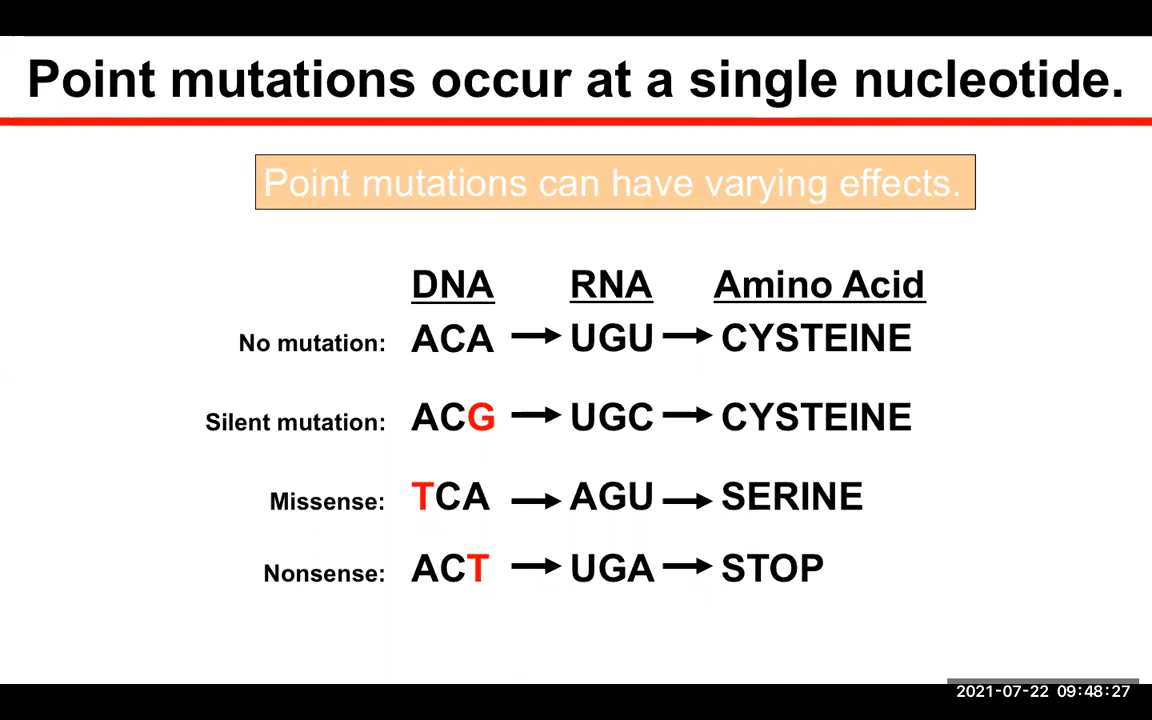 Point mutations occur at a single nucleotide.
Point mutations can have varying effects.
DNA RNA Amino Acid
No mutation: ACA → UGU → CYSTEINE
Silent mutation: ACG → UGC → CYSTEINE
Missense: TCA → AGU → SERINE
Nonsense: ACT → UGA → STOP
2021-07-22 09:48:27